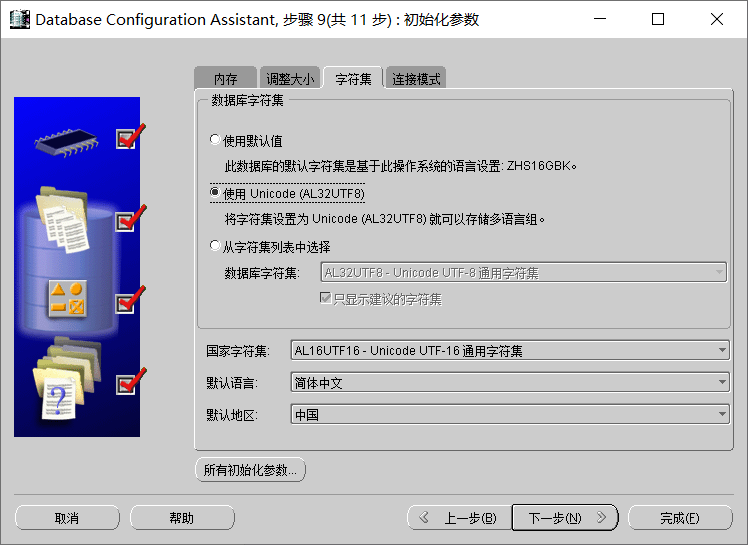 Database Configuration Assistant, 步骤 9(共 11 步) : 初始化参数
内存 调整大小 字符集 连接模式
数据库字符集
使用默认值
此数据库的默认字符集是基于此操作系统的语言设置: ZHS16GBK。
使用 Unicode (AL32UTF8)
将字符集设置为 Unicode (AL32UTF8) 就可以存储多语言组。
从字符集列表中选择
数据库字符集: AL32UTF8 - Unicode UTF-8 通用字符集
只显示建议的字符集
国家字符集: AL16UTF16 - Unicode UTF-16 通用字符集
默认语言: 简体中文
默认地区: 中国
所有初始化参数...
取消 帮助 上一步(B) 下一步(N) 完成(F)